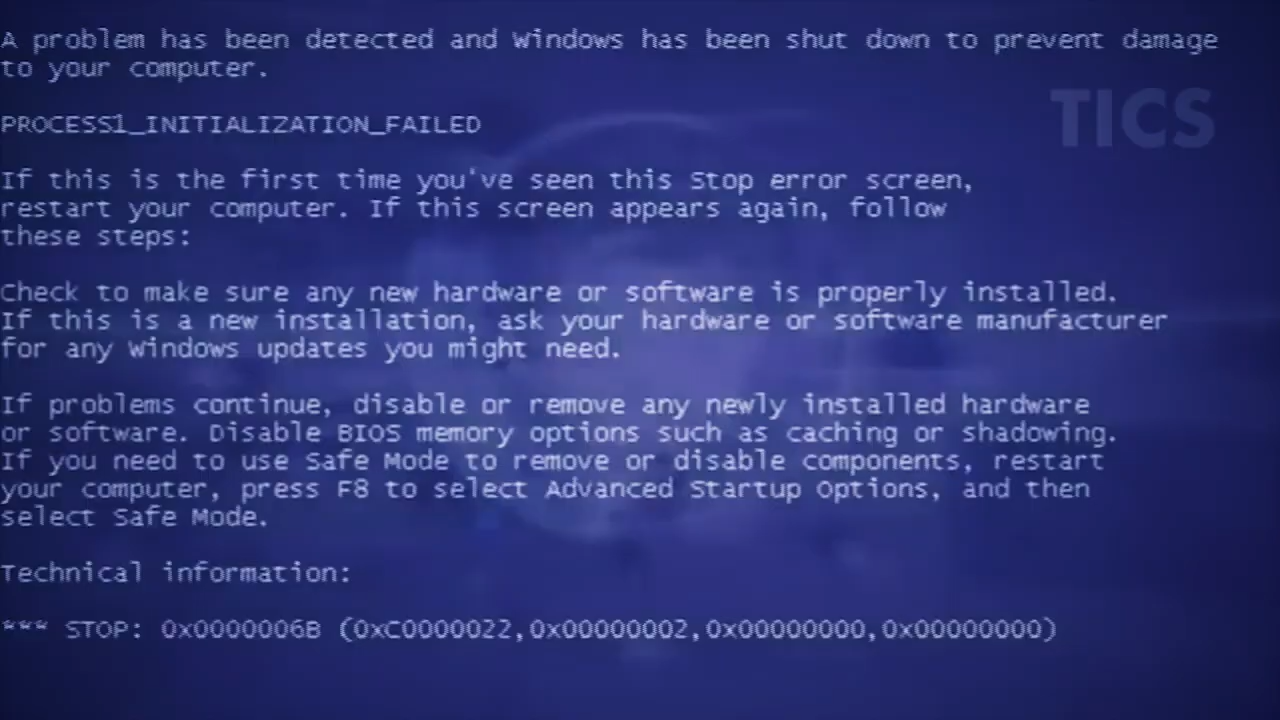 A problem has been detected and Windows has been shut down to prevent damage
to your computer.
TICS
PROCESS1_INITIALIZATION_FAILED
If this is the first time you've seen this Stop error screen,
restart your computer. If this screen appears again, follow
these steps:
Check to make sure any new hardware or software is properly installed.
If this is a new installation, ask your hardware or software manufacturer
for any Windows updates you might need.
If problems continue, disable or remove any newly installed hardware
or software. Disable BIOS memory options such as caching or shadowing.
If you need to use Safe Mode to remove or disable components, restart
your computer, press F8 to select Advanced Startup Options, and then
select Safe Mode.
Technical information:
*** STOP: 0x0000006B (0xC0000022,0x00000002,0x00000000,0x00000000)